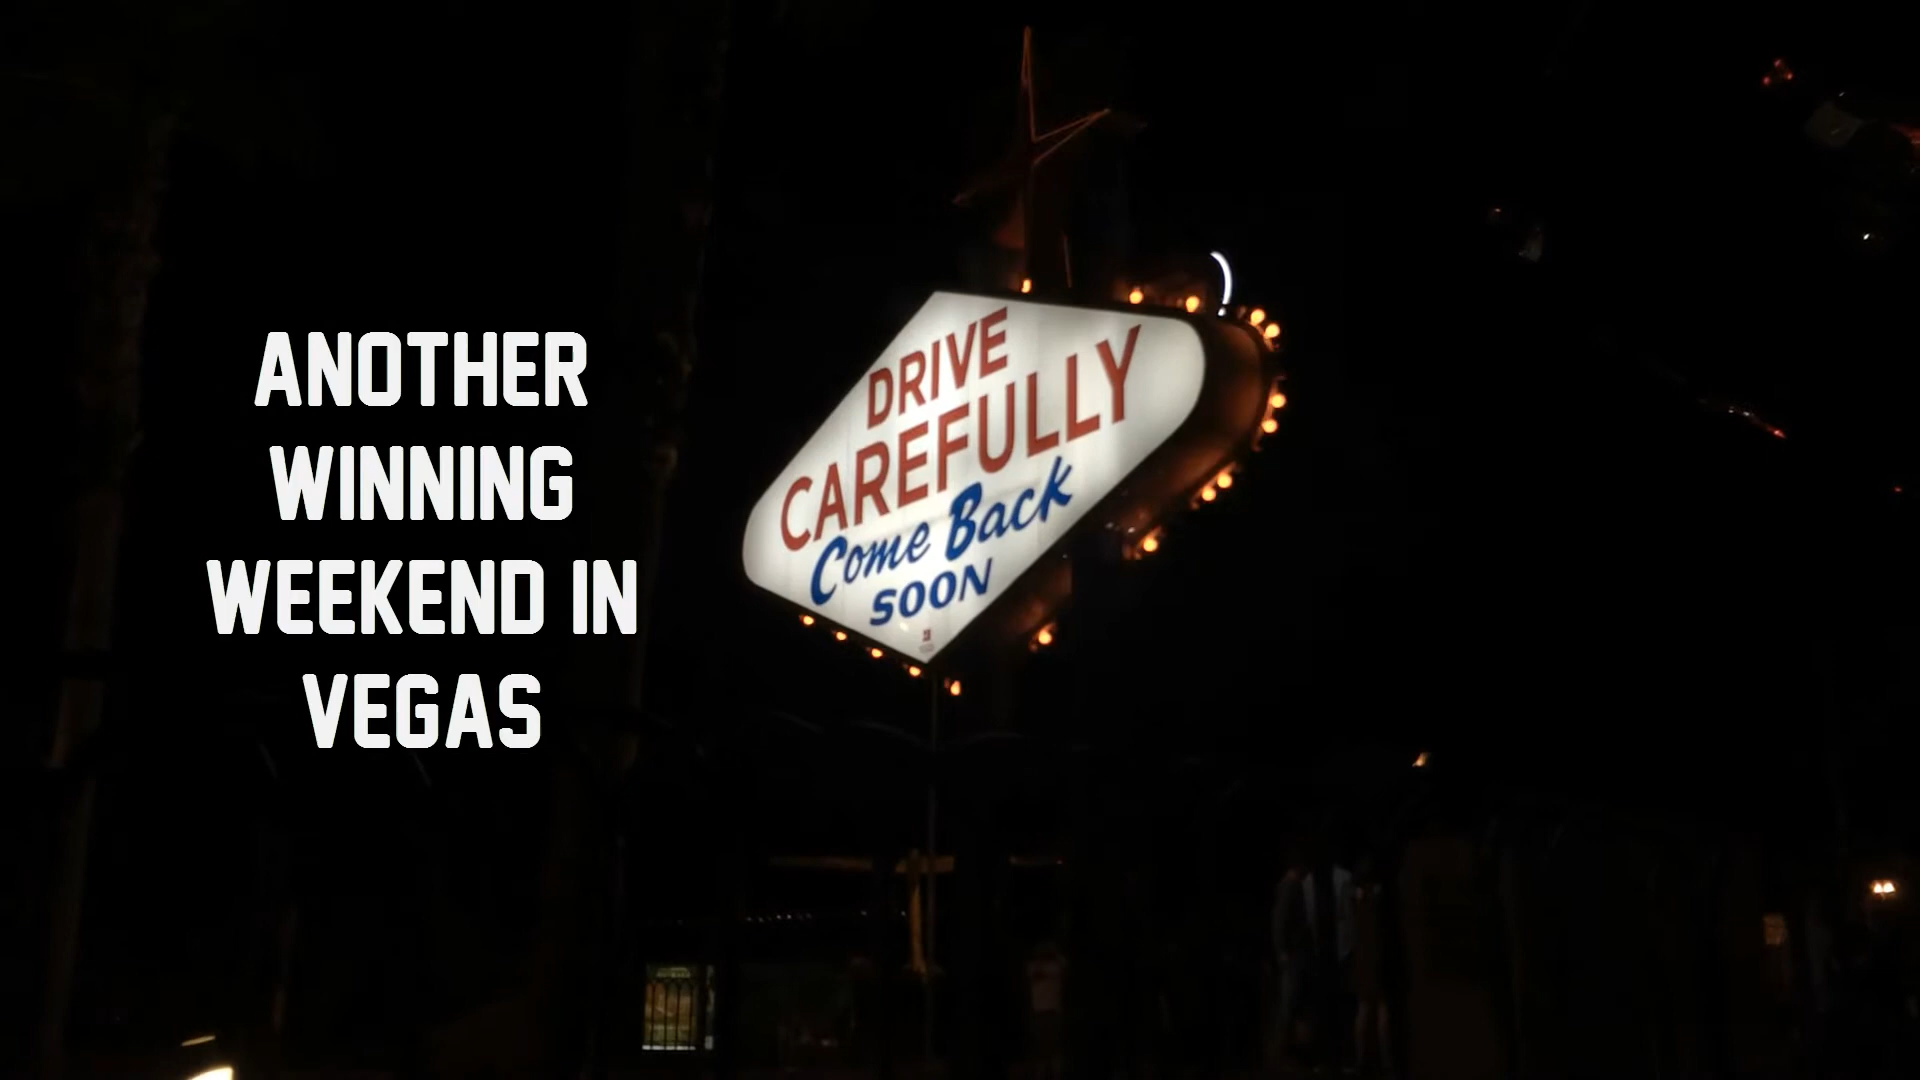 ANOTHER
WINNING
WEEKEND IN
VEGAS
DRIVE
CAREFULLY
Come Back
SOON